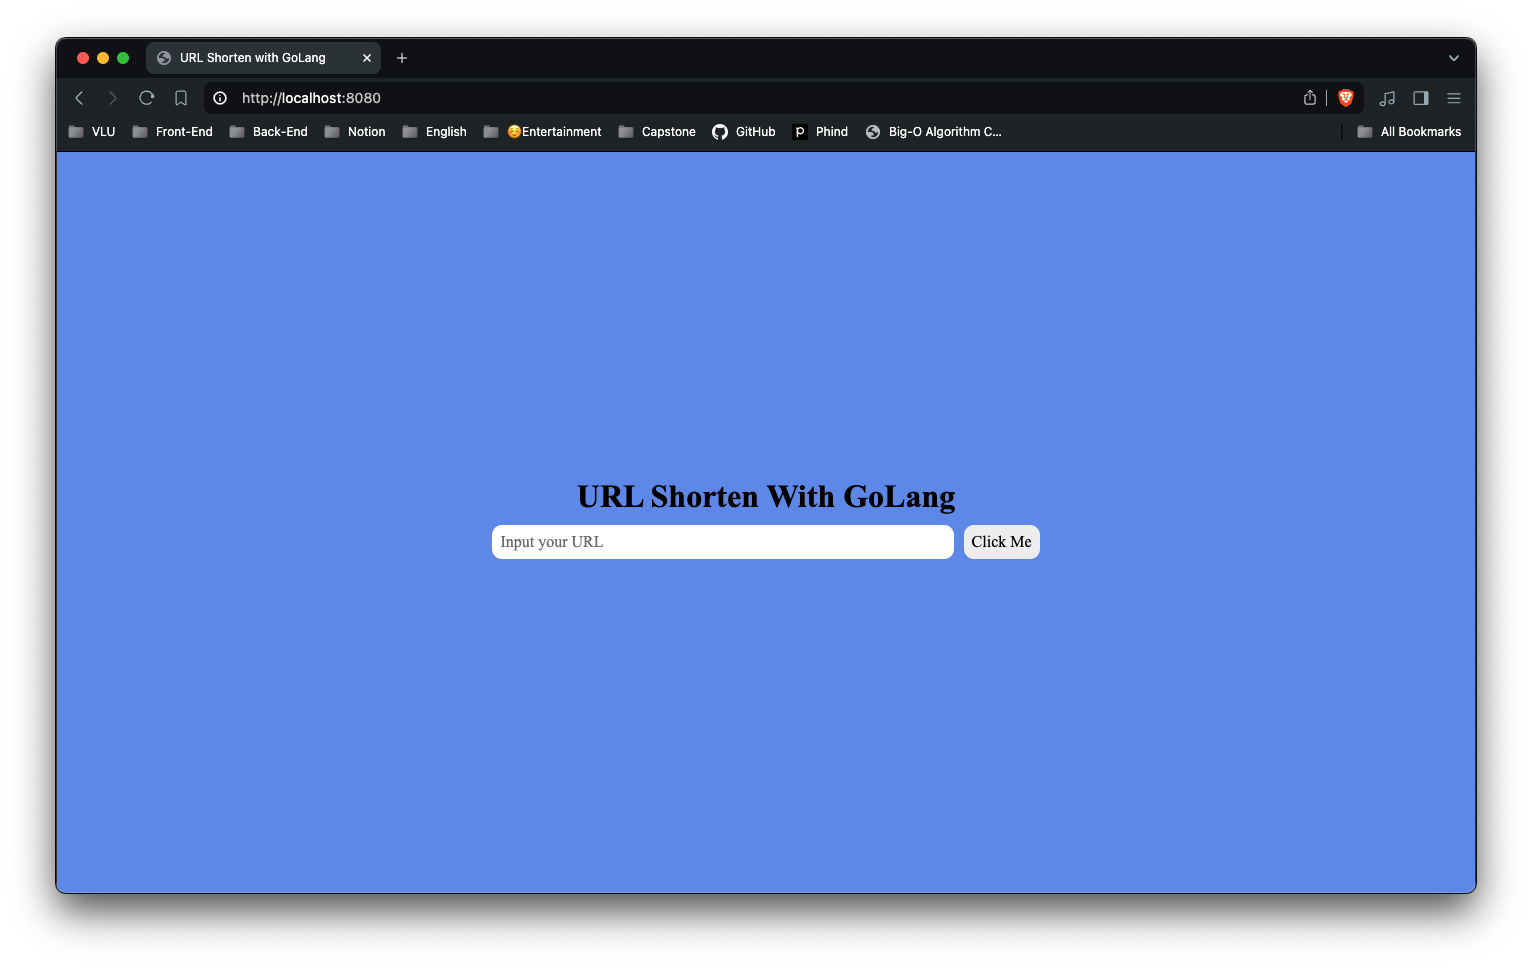 URL Shorten with GoLang
http://localhost:8080
VLU Front-End Back-End Notion English 😌Entertainment Capstone GitHub Phind Big-O Algorithm C... All Bookmarks
URL Shorten With GoLang
Input your URL Click Me